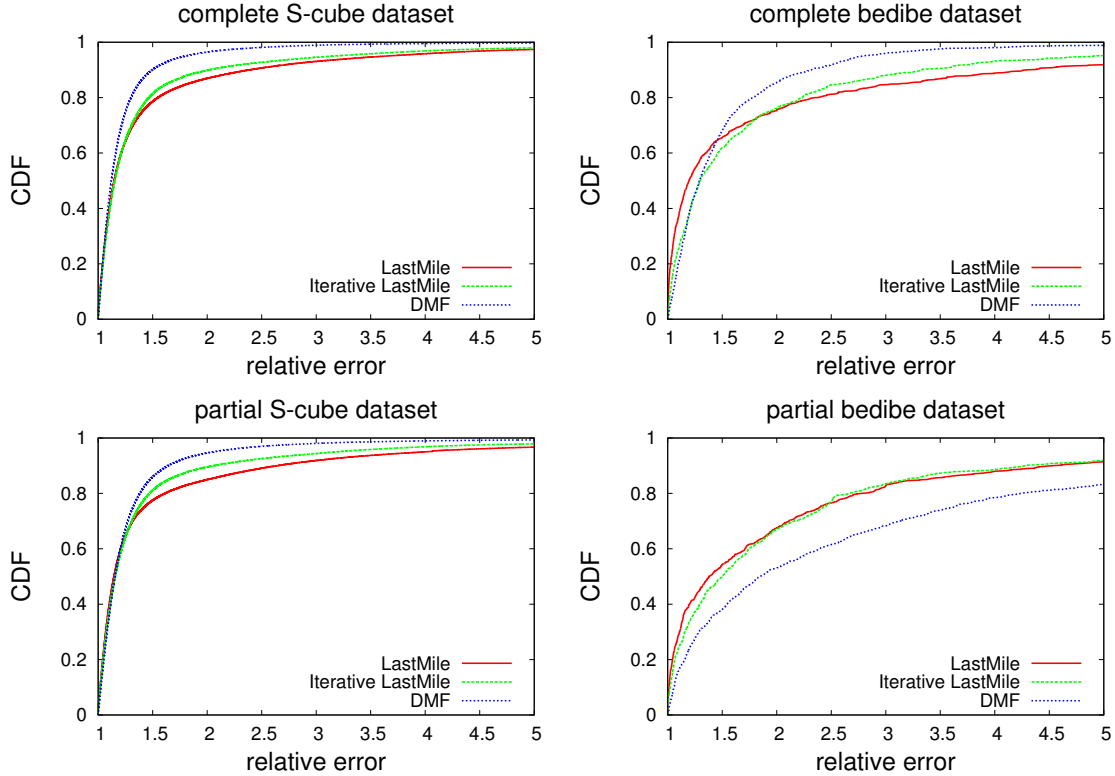 complete S-cube dataset
CDF
1
0.8
0.6
0.4
0.2
0
LastMile
Iterative LastMile
DMF
1 1.5 2 2.5 3 3.5 4 4.5 5
relative error
complete bedibe dataset
CDF
1
0.8
0.6
0.4
0.2
0
LastMile
Iterative LastMile
DMF
1 1.5 2 2.5 3 3.5 4 4.5 5
relative error
partial S-cube dataset
CDF
1
0.8
0.6
0.4
0.2
0
LastMile
Iterative LastMile
DMF
1 1.5 2 2.5 3 3.5 4 4.5 5
relative error
partial bedibe dataset
CDF
1
0.8
0.6
0.4
0.2
0
LastMile
Iterative LastMile
DMF
1 1.5 2 2.5 3 3.5 4 4.5 5
relative error